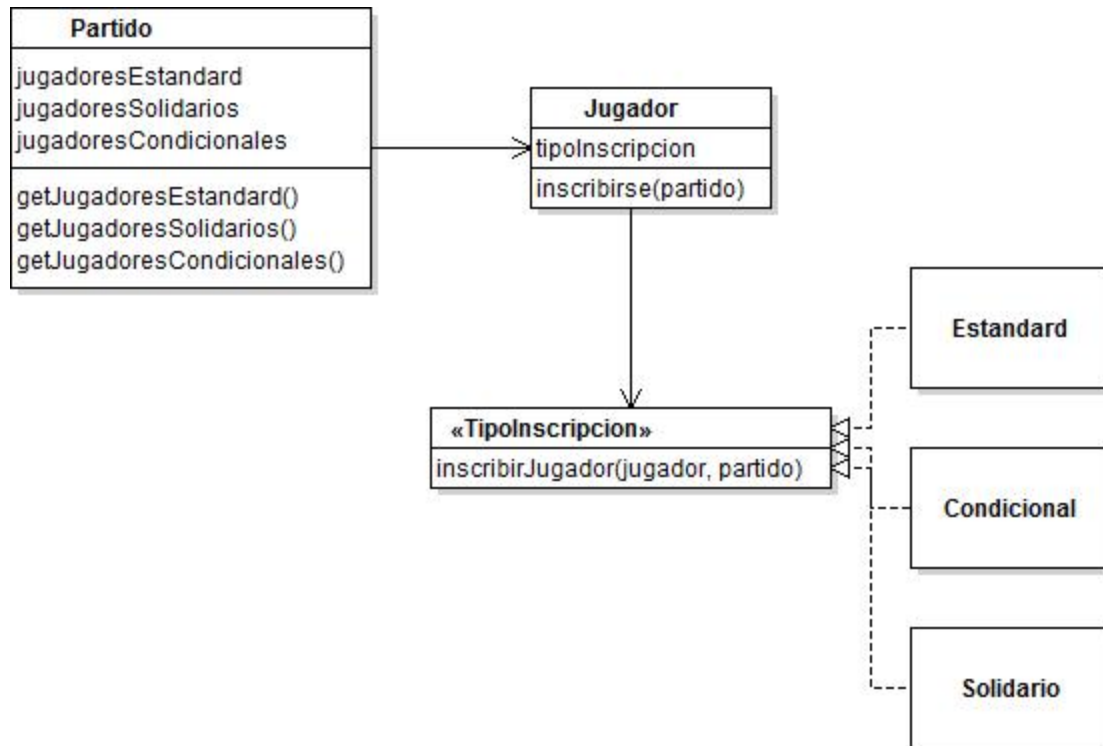 Partido
jugadoresEstandard
jugadoresSolidarios
jugadoresCondicionales
getJugadoresEstandard()
getJugadoresSolidarios()
getJugadoresCondicionales()
Jugador
tipoInscripcion
inscribirse(partido)
«TipoInscripcion»
inscribirJugador(jugador, partido)
Estandard
Condicional
Solidario